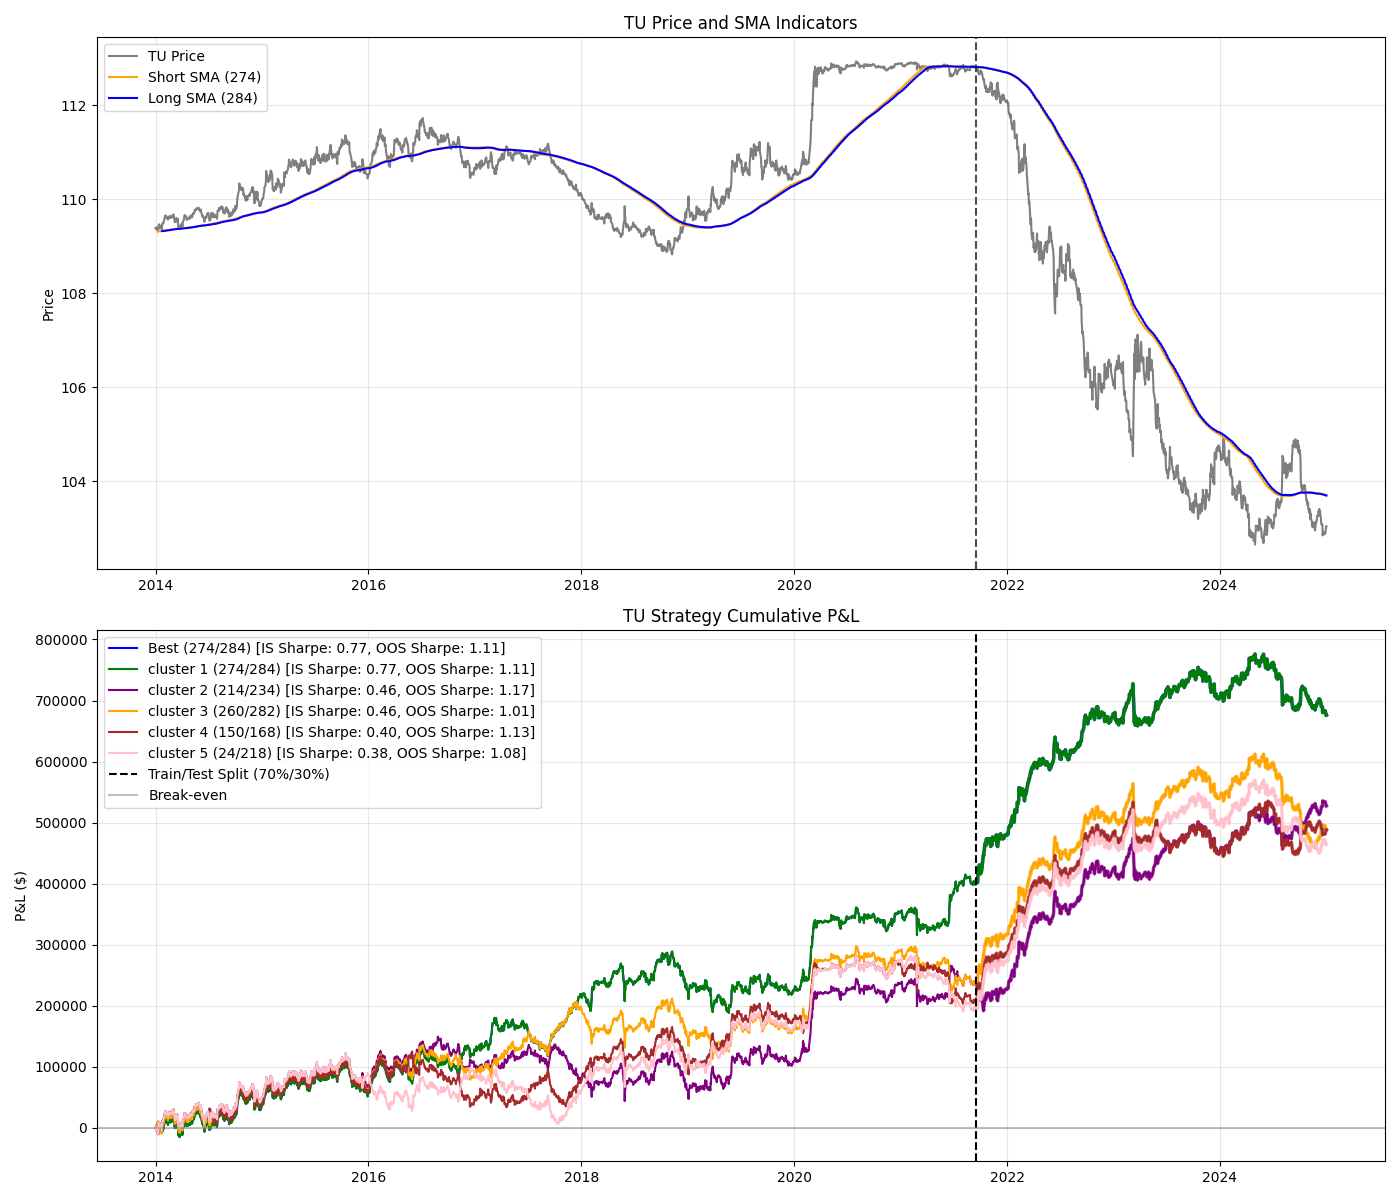 TU Price and SMA Indicators
TU Price
Short SMA (274)
Long SMA (284)
Price
112
110
108
106
104
2014
2016
2018
2020
2022
2024
TU Strategy Cumulative P&L
Best (274/284) [IS Sharpe: 0.77, OOS Sharpe: 1.11]
cluster 1 (274/284) [IS Sharpe: 0.77, OOS Sharpe: 1.11]
cluster 2 (214/234) [IS Sharpe: 0.46, OOS Sharpe: 1.17]
cluster 3 (260/282) [IS Sharpe: 0.46, OOS Sharpe: 1.01]
cluster 4 (150/168) [IS Sharpe: 0.40, OOS Sharpe: 1.13]
cluster 5 (24/218) [IS Sharpe: 0.38, OOS Sharpe: 1.08]
Train/Test Split (70%/30%)
Break-even
P&L ($)
800000
700000
600000
500000
400000
300000
200000
100000
0
2014
2016
2018
2020
2022
2024